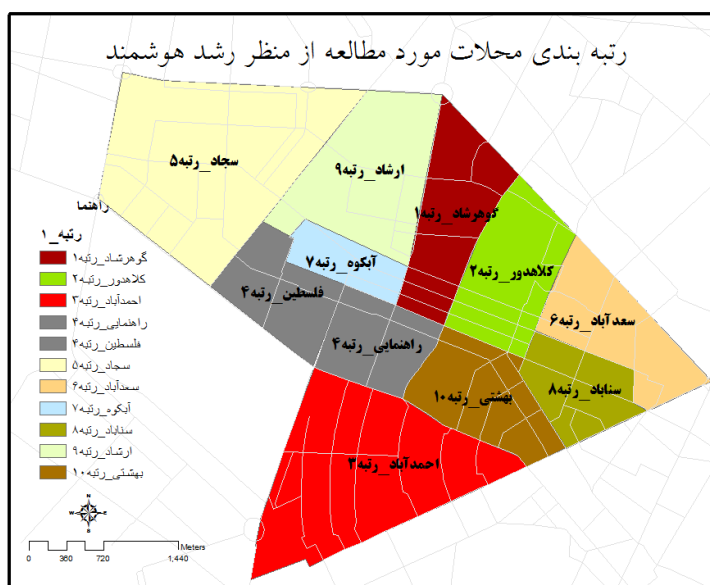 رتبه بندی محلات مورد مطالعه از منظر رشد هوشمند
سجاد_رتبه۵
ارشاد_رتبه۹
گوهرشاد_رتبه۱
کلاهدور_رتبه۲
آبکوه_رتبه۷
فلسطین_رتبه۴
سعدآباد_رتبه۶
راهنمایی_رتبه۴
سناباد_رتبه۸
بهشتی_رتبه۱۰
احمدآباد_رتبه۳
راهنما
رتبه_۱
گوهرشاد_رتبه۱
کلاهدور_رتبه۲
احمدآباد_رتبه۳
راهنمایی_رتبه۴
فلسطین_رتبه۴
سجاد_رتبه۵
سعدآباد_رتبه۶
آبکوه_رتبه۷
سناباد_رتبه۸
ارشاد_رتبه۹
بهشتی_رتبه۱۰
N
W E
S
Meters
0 360 720 1,440